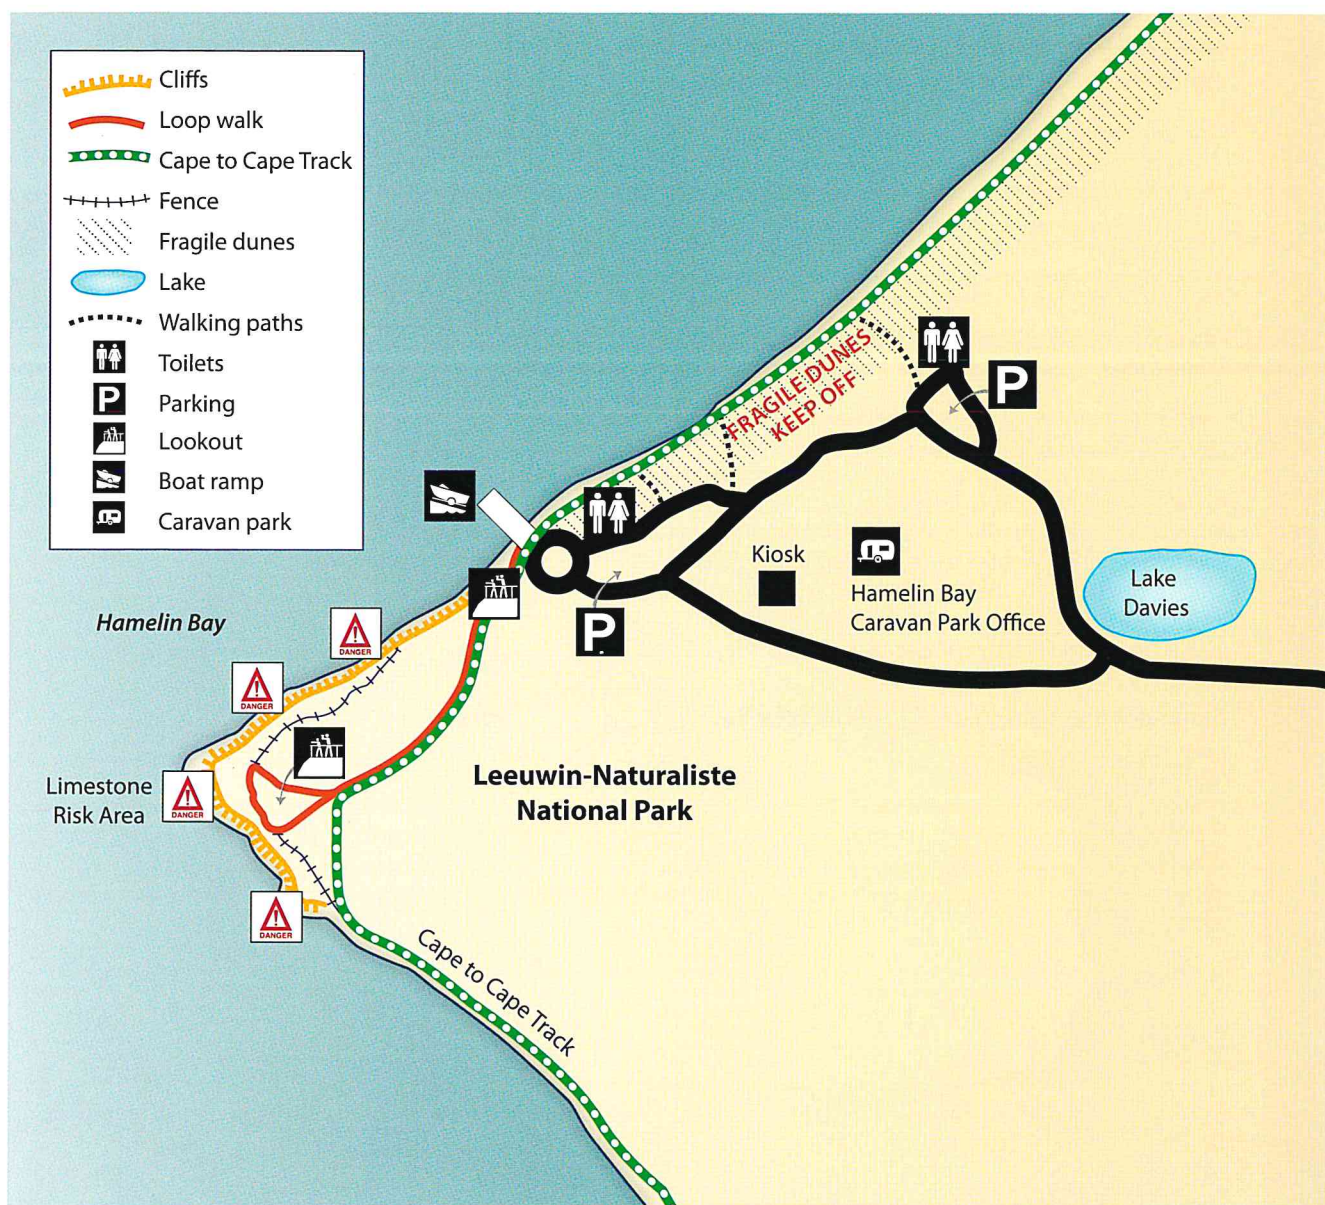 Cliffs
Loop walk
Cape to Cape Track
Fence
Fragile dunes
Lake
Walking paths
Toilets
P
Parking
Lookout
Boat ramp
Caravan park
FRAGILE DUNES
KEEP OFF
P
Kiosk
Hamelin Bay
Caravan Park Office
Lake
Davies
P
Hamelin Bay
DANGER
DANGER
DANGER
DANGER
Limestone
Risk Area
Leeuwin-Naturaliste
National Park
Cape to Cape Track